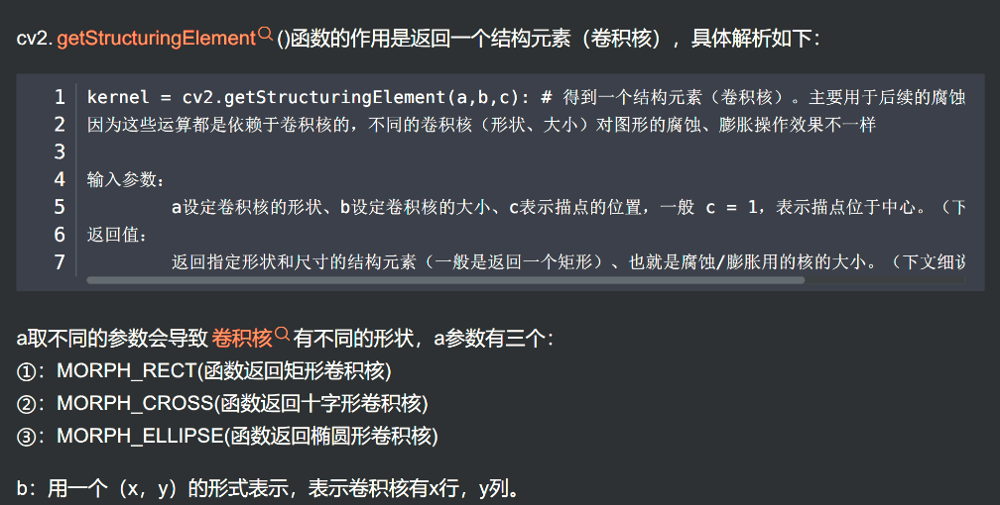 cv2. getStructuringElement()函数的作用是返回一个结构元素（卷积核），具体解析如下：
1 kernel = cv2.getStructuringElement(a,b,c): # 得到一个结构元素（卷积核）。主要用于后续的腐蚀
2 因为这些运算都是依赖于卷积核的，不同的卷积核（形状、大小）对图形的腐蚀、膨胀操作效果不一样
3
4 输入参数：
5 a设定卷积核的形状、b设定卷积核的大小、c表示描点的位置，一般 c = 1，表示描点位于中心。（下
6 返回值：
7 返回指定形状和尺寸的结构元素（一般是返回一个矩形）、也就是腐蚀/膨胀用的核的大小。（下文细说
a取不同的参数会导致 卷积核 有不同的形状，a参数有三个：
①：MORPH_RECT(函数返回矩形卷积核)
②：MORPH_CROSS(函数返回十字形卷积核)
③：MORPH_ELLIPSE(函数返回椭圆形卷积核)
b：用一个（x，y）的形式表示，表示卷积核有x行，y列。